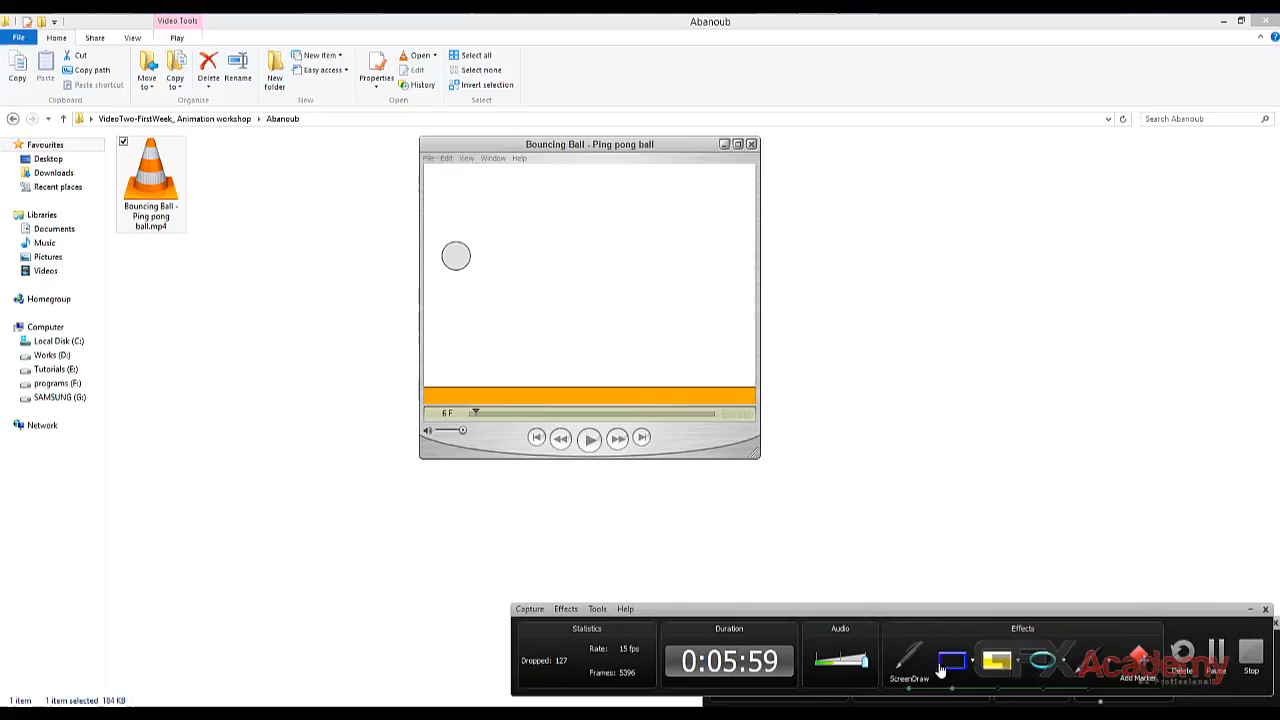 Video Tools
Abanoub
File
Home
Share
View
Play
Copy
Paste
Cut
Copy path
Paste shortcut
Clipboard
Move to
Copy to
Delete
Rename
Organise
New folder
New item
Easy access
New
Properties
Open
Edit
History
Open
Select all
Select none
Invert selection
Select
VideoTwo-FirstWeek_ Animation workshop
Abanoub
Search Abanoub
Favourites
Desktop
Downloads
Recent places
Libraries
Documents
Music
Pictures
Videos
Homegroup
Computer
Local Disk (C:)
Works (D:)
Tutorials (E:)
programs (F:)
SAMSUNG (G:)
Network
Bouncing Ball -
Ping pong
ball.mp4
Bouncing Ball - Ping pong ball
File Edit View Window Help
6 F
Capture Effects Tools Help
Statistics
Dropped: 127
Rate: 15 fps
Frames: 5396
Duration
0:05:59
Audio
Effects
ScreenDraw
Add Marker
Delete
Pause
Stop
GFX Academy
1 item
1 item selected 184 KB